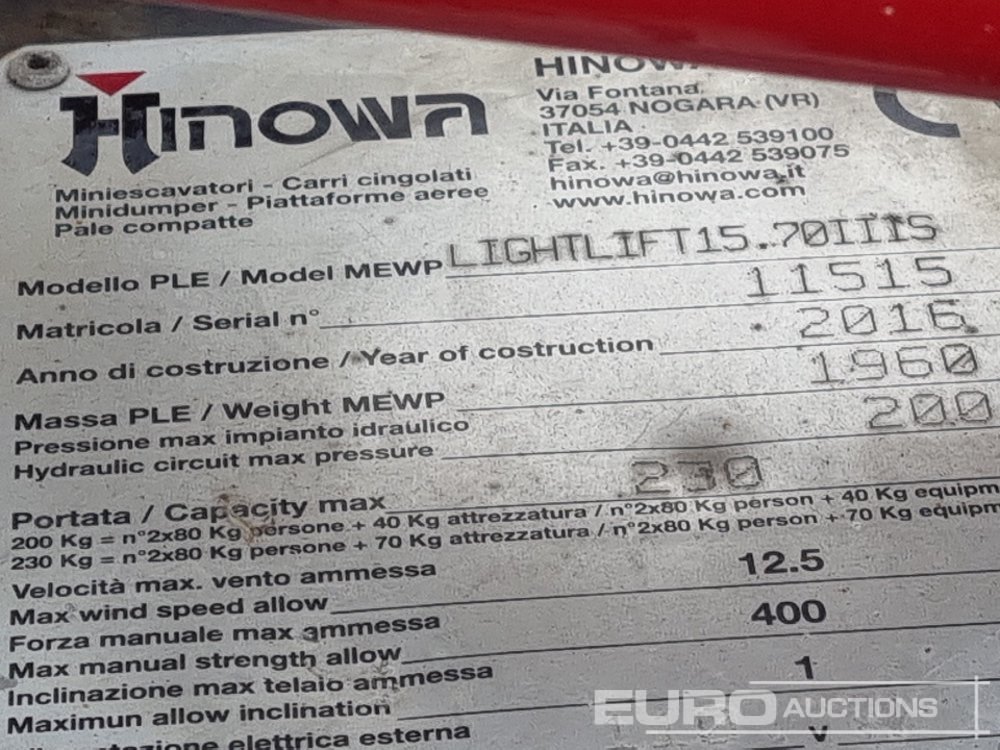 HINOWA
Miniescavatori - Carri cingolati
Minidumper - Piattaforme aeree
Pale compatte
Via Fontana
37054 NOGARA (VR)
ITALIA
Tel. +39-0442 539100
Fax. +39-0442 539075
hinowa@hinowa.it
www.hinowa.com
Modello PLE / Model MEWP LIGHTLIFT15.70IIIS
Matricola / Serial n° 11515
Anno di costruzione / Year of costruction 2016
Massa PLE / Weight MEWP 1960
Pressione max impianto idraulico
Hydraulic circuit max pressure 200
Portata / Capacity max 230
200 Kg = n°2x80 Kg persone + 40 Kg attrezzatura / n°2x80 Kg person + 40 Kg equipm
230 Kg = n°2x80 Kg persone + 70 Kg attrezzatura / n°2x80 Kg person + 70 Kg equipm
Velocità max. vento ammessa
Max wind speed allow 12.5
Forza manuale max ammessa
Max manual strength allow 400
Inclinazione max telaio ammessa
Maximun allow inclination 1
elettrica esterna V
EURO AUCTIONS